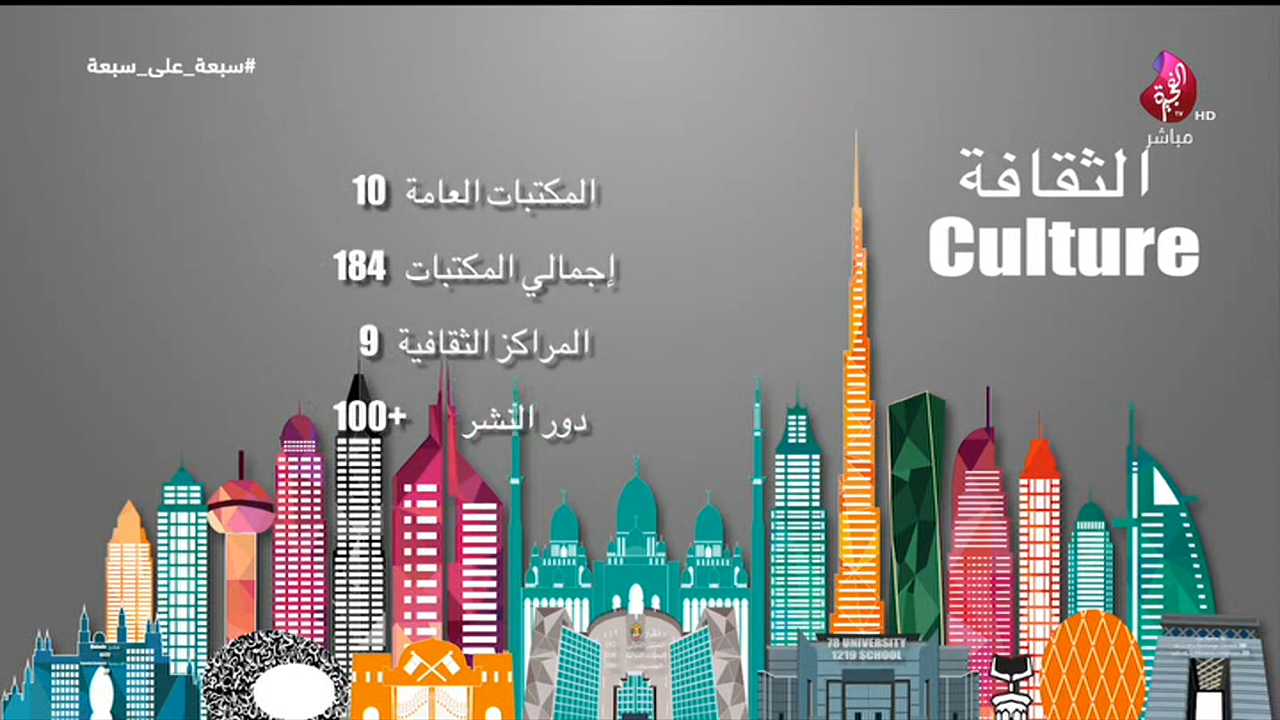 #سبعة_على_سبعة
الفجيرة
TV
HD
مباشر
الثقافة
Culture
المكتبات العامة 10
إجمالي المكتبات 184
المراكز الثقافية 9
دور النشر 100+
78 UNIVERSITY
1219 SCHOOL